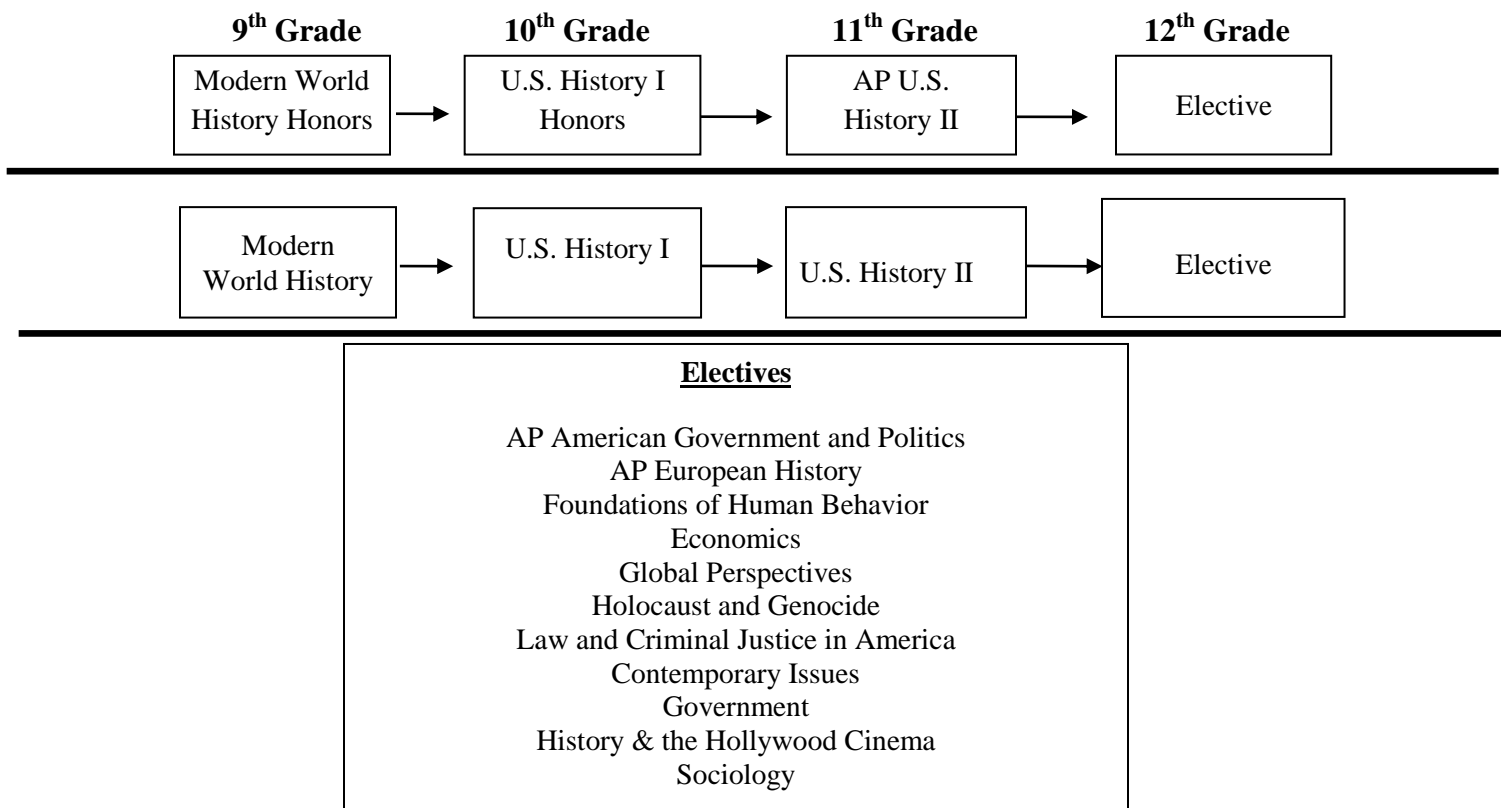 9th Grade
10th Grade
11th Grade
12th Grade
Modern World
History Honors
U.S. History I
Honors
AP U.S.
History II
Elective
Modern
World History
U.S. History I
U.S. History II
Elective
Electives
AP American Government and Politics
AP European History
Foundations of Human Behavior
Economics
Global Perspectives
Holocaust and Genocide
Law and Criminal Justice in America
Contemporary Issues
Government
History & the Hollywood Cinema
Sociology